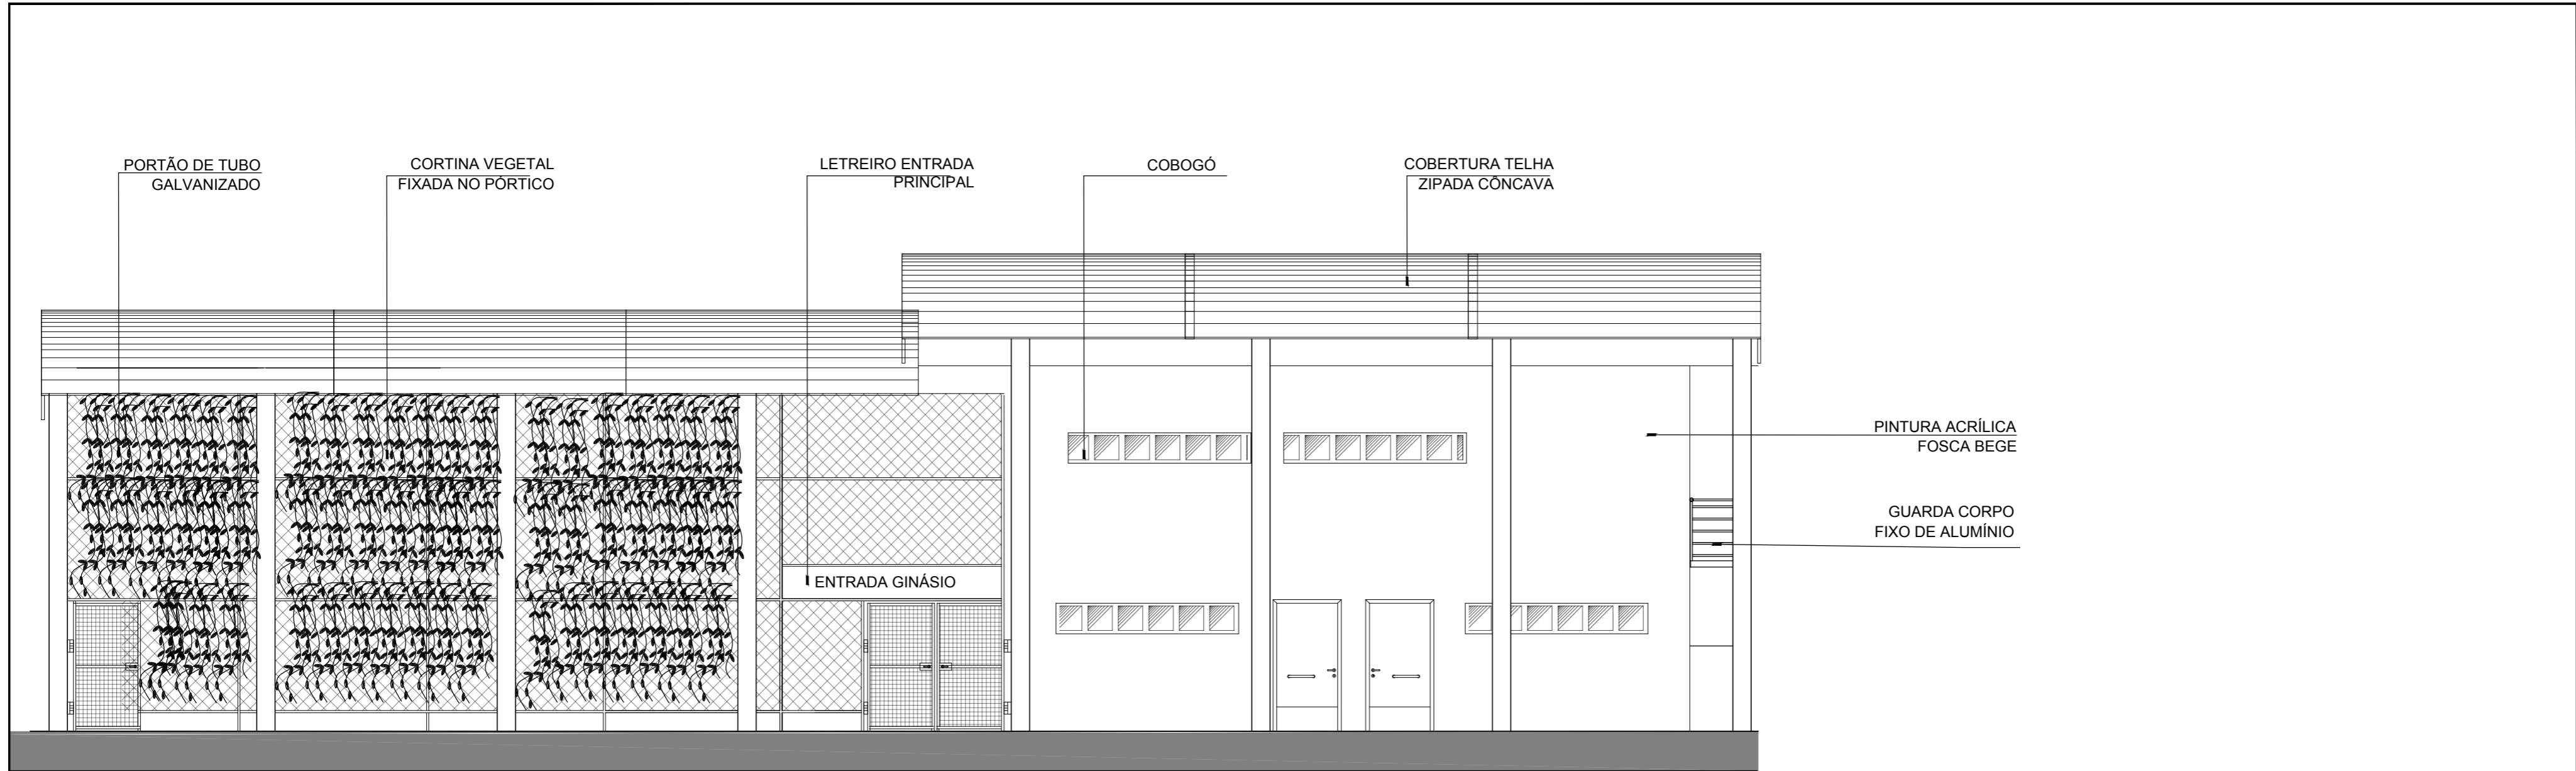 PORTÃO DE TUBO
GALVANIZADO
CORTINA VEGETAL
FIXADA NO PÓRTICO
LETREIRO ENTRADA
PRINCIPAL
COBOGÓ
COBERTURA TELHA
ZIPADA CÔNCAVA
PINTURA ACRÍLICA
FOSCA BEGE
GUARDA CORPO
FIXO DE ALUMÍNIO
ENTRADA GINÁSIO